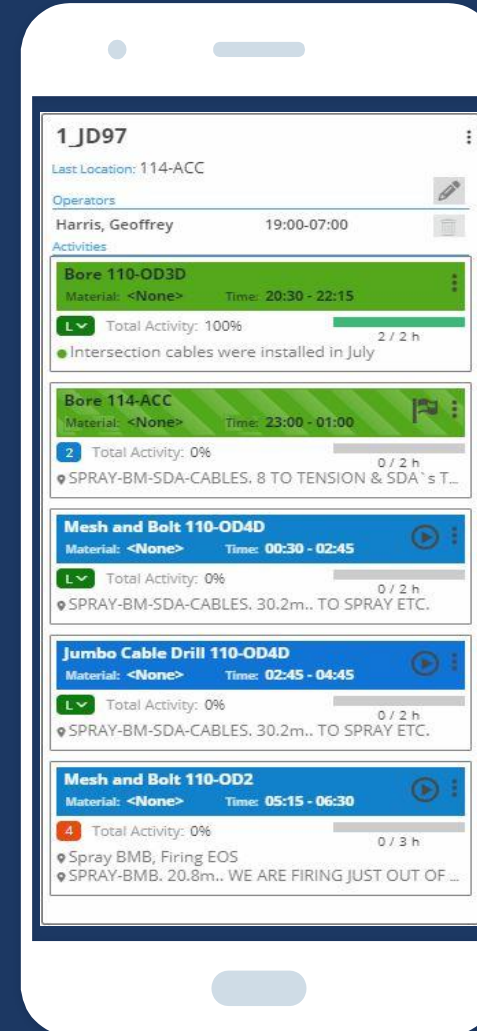 1_JD97
Last Location: 114-ACC
Operators
Harris, Geoffrey 19:00-07:00
Activities
Bore 110-OD3D
Material: <None> Time: 20:30 - 22:15
L Total Activity: 100%
2 / 2 h
Intersection cables were installed in July
Bore 114-ACC
Material: <None> Time: 23:00 - 01:00
2 Total Activity: 0%
0 / 2 h
SPRAY-BM-SDA-CABLES. 8 TO TENSION & SDA`s T...
Mesh and Bolt 110-OD4D
Material: <None> Time: 00:30 - 02:45
L Total Activity: 0%
0 / 2 h
SPRAY-BM-SDA-CABLES. 30.2m.. TO SPRAY ETC.
Jumbo Cable Drill 110-OD4D
Material: <None> Time: 02:45 - 04:45
L Total Activity: 0%
0 / 2 h
SPRAY-BM-SDA-CABLES. 30.2m.. TO SPRAY ETC.
Mesh and Bolt 110-OD2
Material: <None> Time: 05:15 - 06:30
4 Total Activity: 0%
0 / 3 h
Spray BMB, Firing EOS
SPRAY-BMB. 20.8m.. WE ARE FIRING JUST OUT OF ...